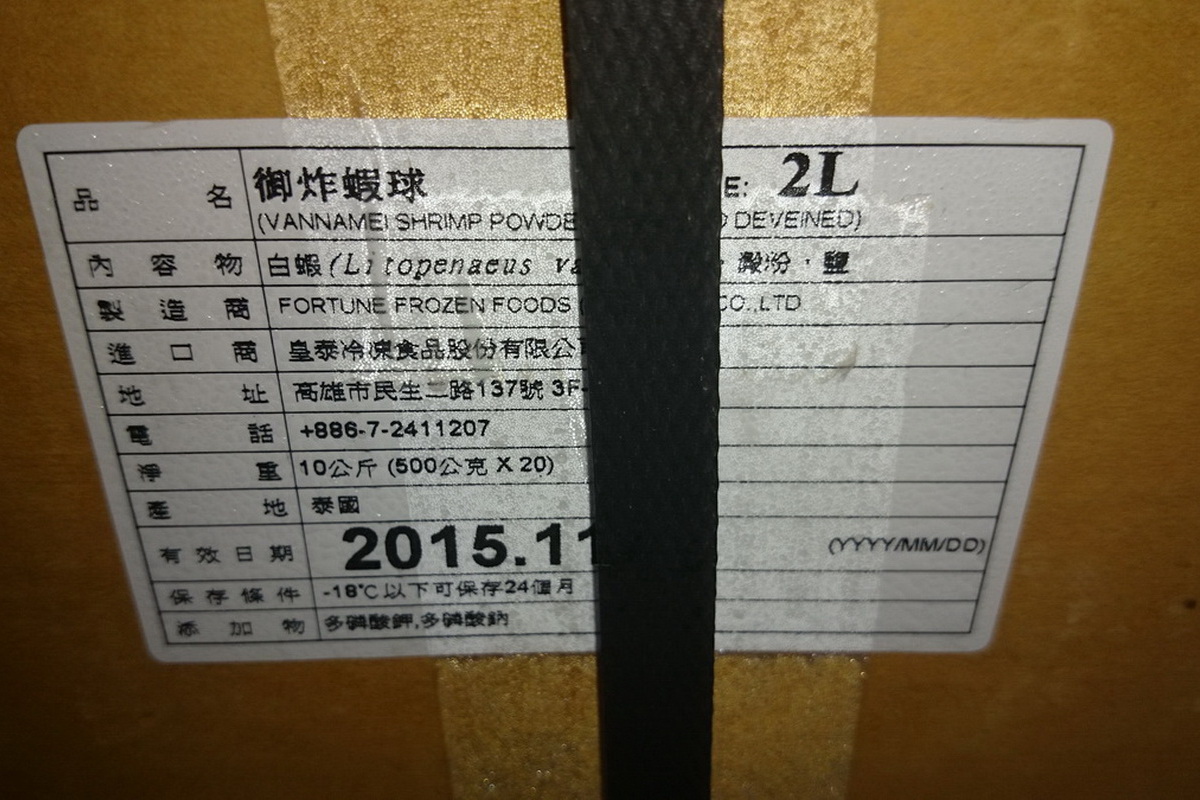 品名 御炸蝦球 E: 2L
(VANNAMEI SHRIMP POWDE D DEVEINED)
內容物 白蝦(Litopenaeus va 澱粉，鹽
製造商 FORTUNE FROZEN FOODS ( CO.,LTD
進口商 皇泰冷凍食品股份有限公
地址 高雄市民生二路137號 3F-
電話 +886-7-2411207
淨重 10公斤 (500公克 X 20)
產地 泰國
有效日期 2015.11 (YYYY/MM/DD)
保存條件 -18℃以下可保存24個月
添加物 多磷酸鉀,多磷酸鈉